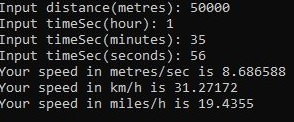 Input distance(metres): 50000
Input timeSec(hour): 1
Input timeSec(minutes): 35
Input timeSec(seconds): 56
Your speed in metres/sec is 8.686588
Your speed in km/h is 31.27172
Your speed in miles/h is 19.4355